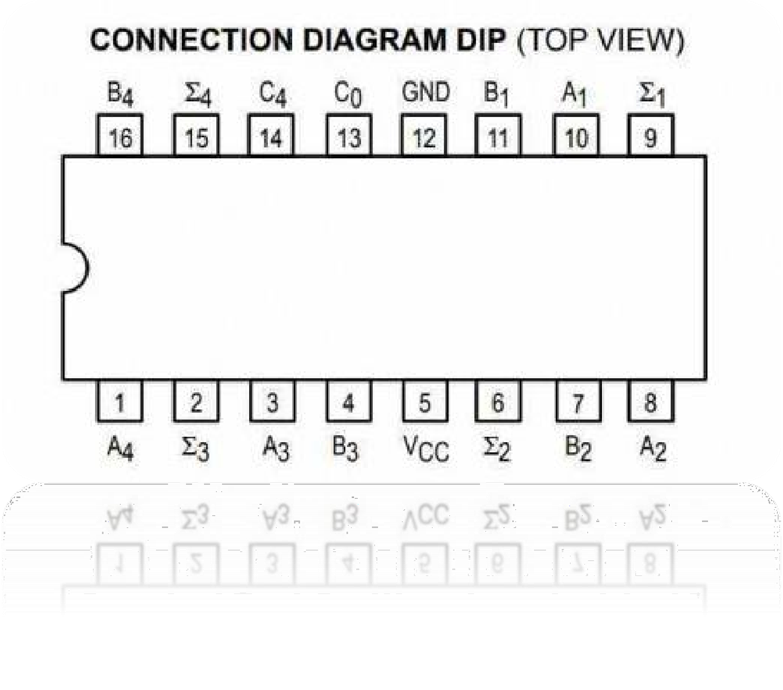 CONNECTION DIAGRAM DIP (TOP VIEW)
B4 Σ4 C4 C0 GND B1 A1 Σ1
16 15 14 13 12 11 10 9
1 2 3 4 5 6 7 8
A4 Σ3 A3 B3 VCC Σ2 B2 A2